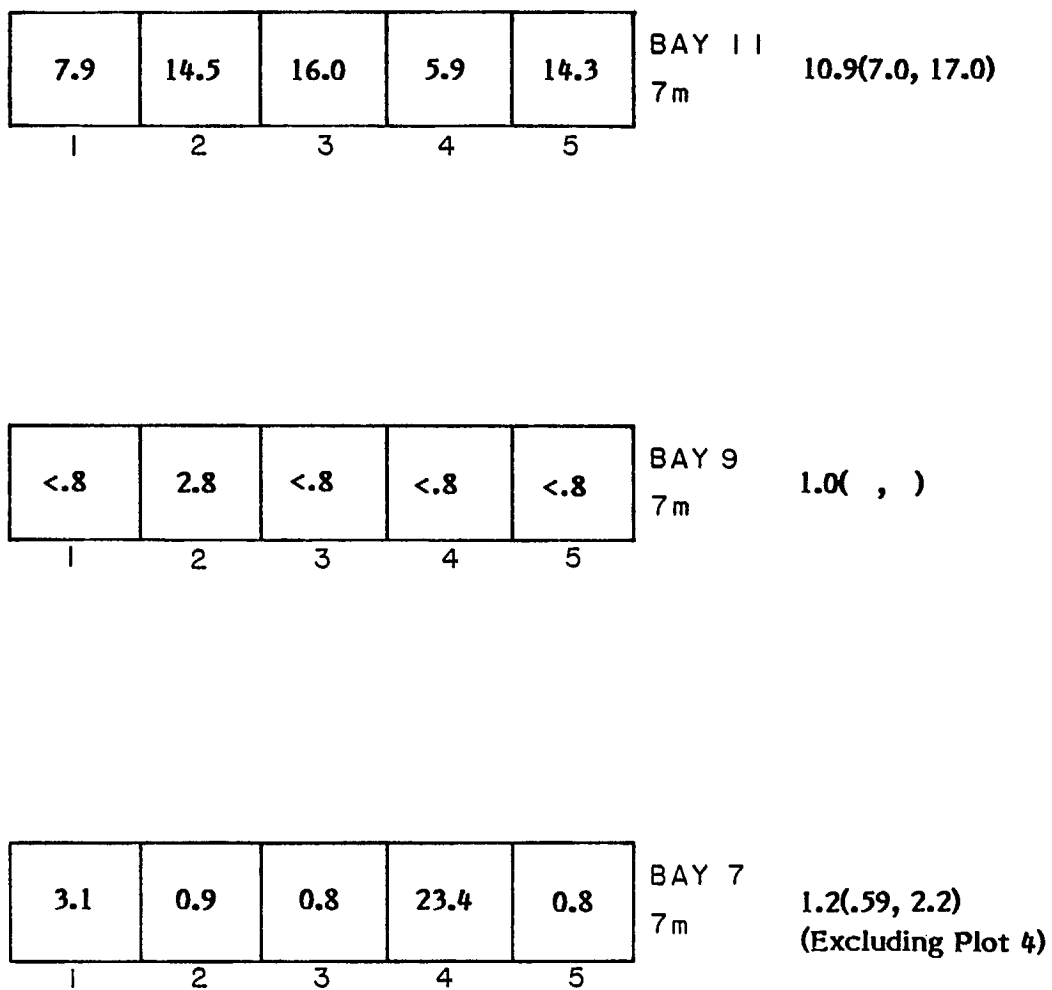 7.9 14.5 16.0 5.9 14.3 BAY 11 10.9(7.0, 17.0)
7m
1 2 3 4 5
<.8 2.8 <.8 <.8 <.8 BAY 9 1.0( , )
7m
1 2 3 4 5
3.1 0.9 0.8 23.4 0.8 BAY 7 1.2(.59, 2.2)
7m (Excluding Plot 4)
1 2 3 4 5